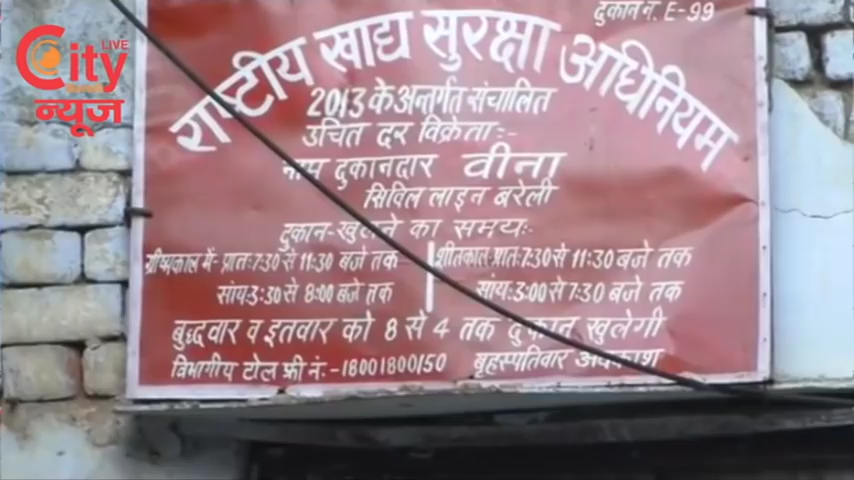 City LIVE
न्यूज
दुकान नं. E-99
राष्ट्रीय खाद्य सुरक्षा अधिनियम
2013 के अन्तर्गत संचालित
उचित दर विक्रेता:-
नाम दुकानदार वीना
सिविल लाइन बरेली
दुकान-खुलने का समय:-
ग्रीष्मकाल में- प्रात:7:30 से 11:30 बजे तक
सांय:3:30 से 8:00 बजे तक
शीतकाल-प्रात: 7:30 से 11:30 बजे तक
सांय:3:00 से 7:30 बजे तक
बुद्धवार व इतवार को 8 से 4 तक दुकान खुलेगी
विभागीय टोल फ्री नं:-18001800150 बृहस्पतिवार अवकाश